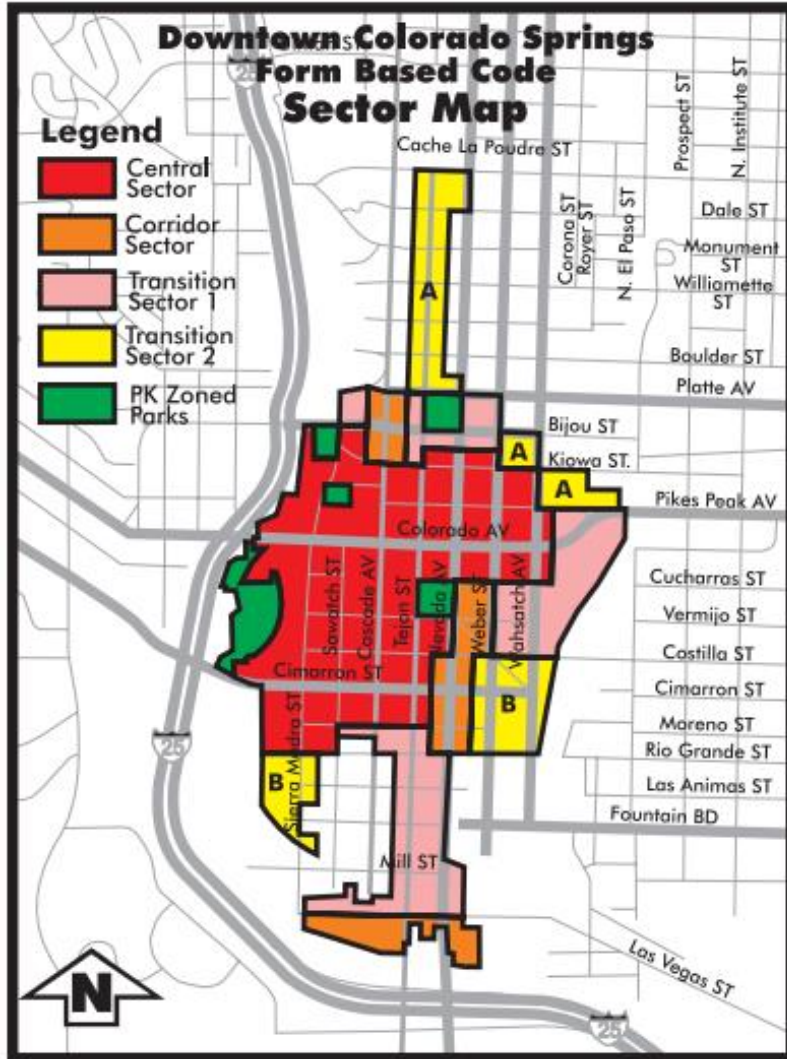 Downtown Colorado Springs
Form Based Code
Sector Map
25
Legend
Central
Sector
Corridor
Sector
Transition
Sector 1
Transition
Sector 2
PK Zoned
Parks
Cache La Poudre ST
Prospect ST
N. Institute ST
Corona ST
Royer ST
N. El Paso ST
Dale ST
Monument
ST
Williamette
ST
A
Boulder ST
Platte AV
Bijou ST
A
Kiowa ST.
A
Pikes Peak AV
Colorado AV
Sawatch ST
Cascade AV
Tejon ST
Nevada AV
Weber ST
Wahsatch AV
Cucharras ST
Vermijo ST
Costilla ST
Cimarron ST
Cimarron ST
B
Moreno ST
Rio Grande ST
25
B
Sierra Madra ST
Las Animas ST
Fountain BD
Mill ST
Las Vegas ST
N
25